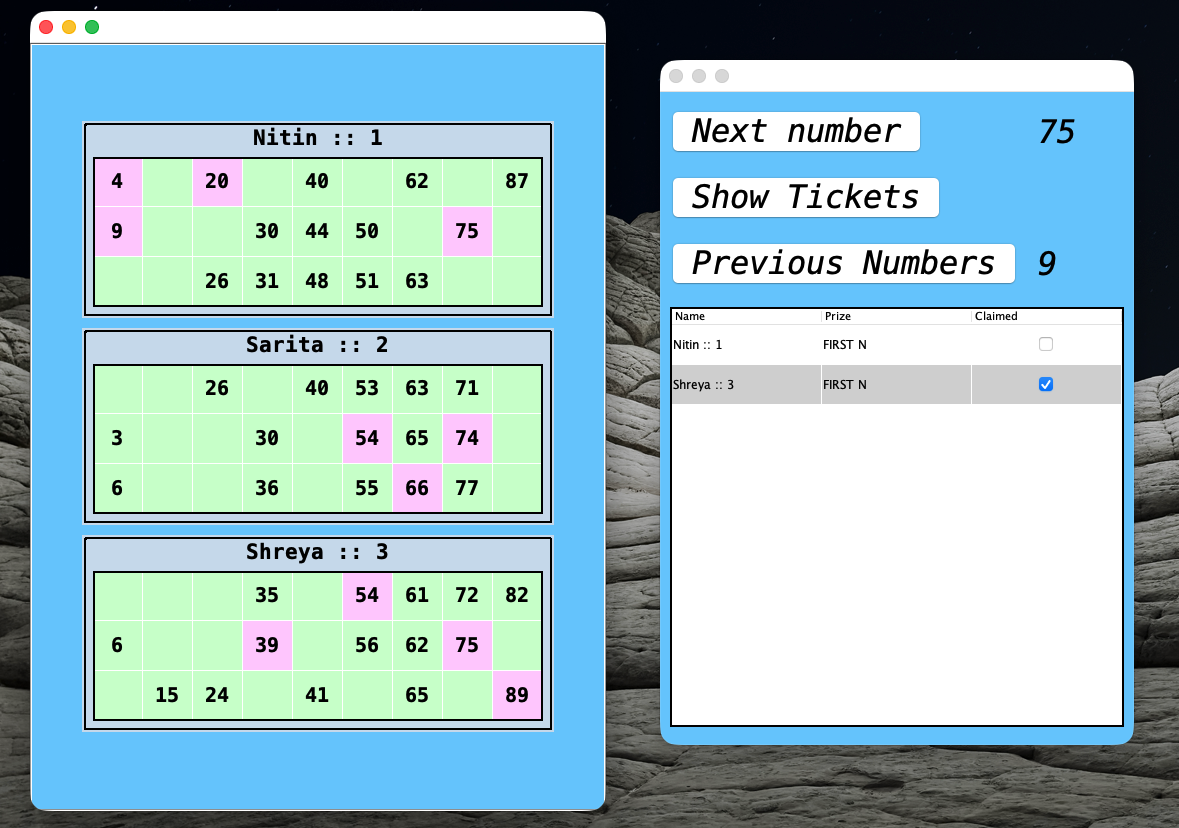 Nitin :: 1
4 20 40 62 87
9 30 44 50 75
26 31 48 51 63
Sarita :: 2
26 40 53 63 71
3 30 54 65 74
6 36 55 66 77
Shreya :: 3
35 54 61 72 82
6 39 56 62 75
15 24 41 65 89
Next number 75
Show Tickets
Previous Numbers 9
Name Prize Claimed
Nitin :: 1 FIRST N
Shreya :: 3 FIRST N